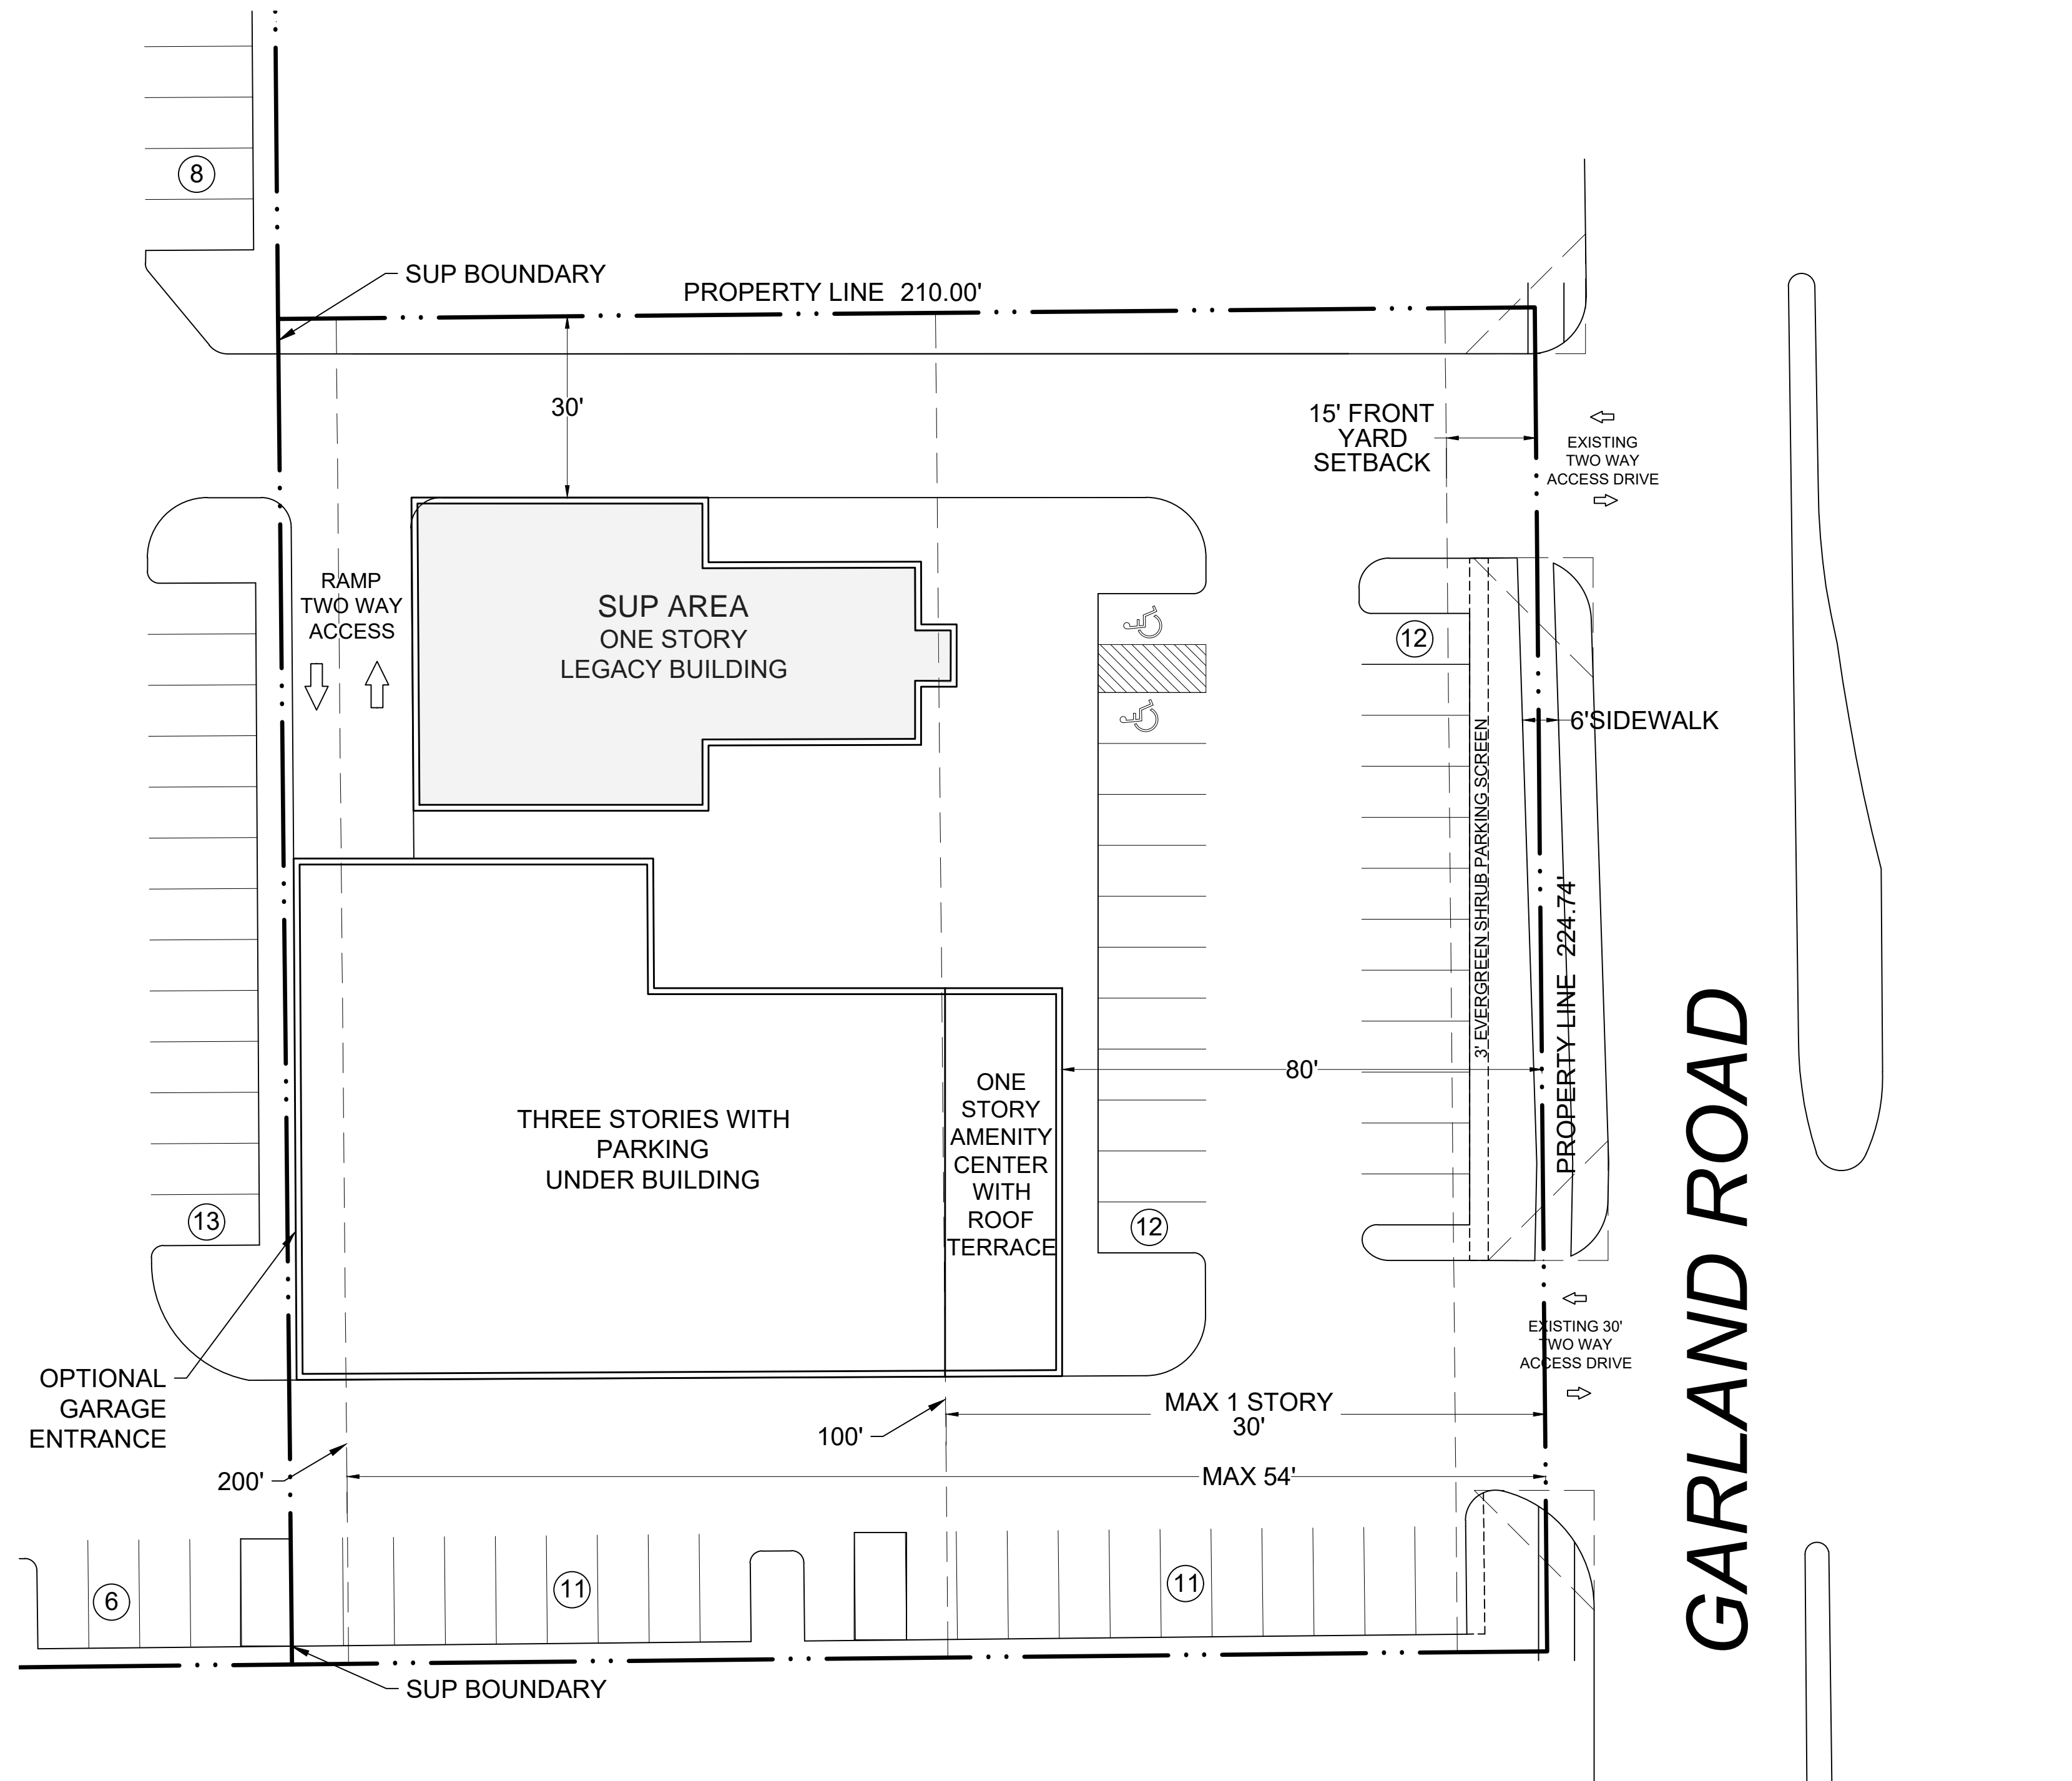 8
SUP BOUNDARY
PROPERTY LINE 210.00'
30'
15' FRONT
YARD
SETBACK
EXISTING
TWO WAY
ACCESS DRIVE
RAMP
TWO WAY
ACCESS
SUP AREA
ONE STORY
LEGACY BUILDING
12
6'SIDEWALK
3' EVERGREEN SHRUB PARKING SCREEN
PROPERTY LINE 224.74'
GARLAND ROAD
80'
THREE STORIES WITH
PARKING
UNDER BUILDING
ONE
STORY
AMENITY
CENTER
WITH
ROOF
TERRACE
13
12
EXISTING 30'
TWO WAY
ACCESS DRIVE
OPTIONAL
GARAGE
ENTRANCE
MAX 1 STORY
30'
100'
200'
MAX 54'
6
11
11
SUP BOUNDARY